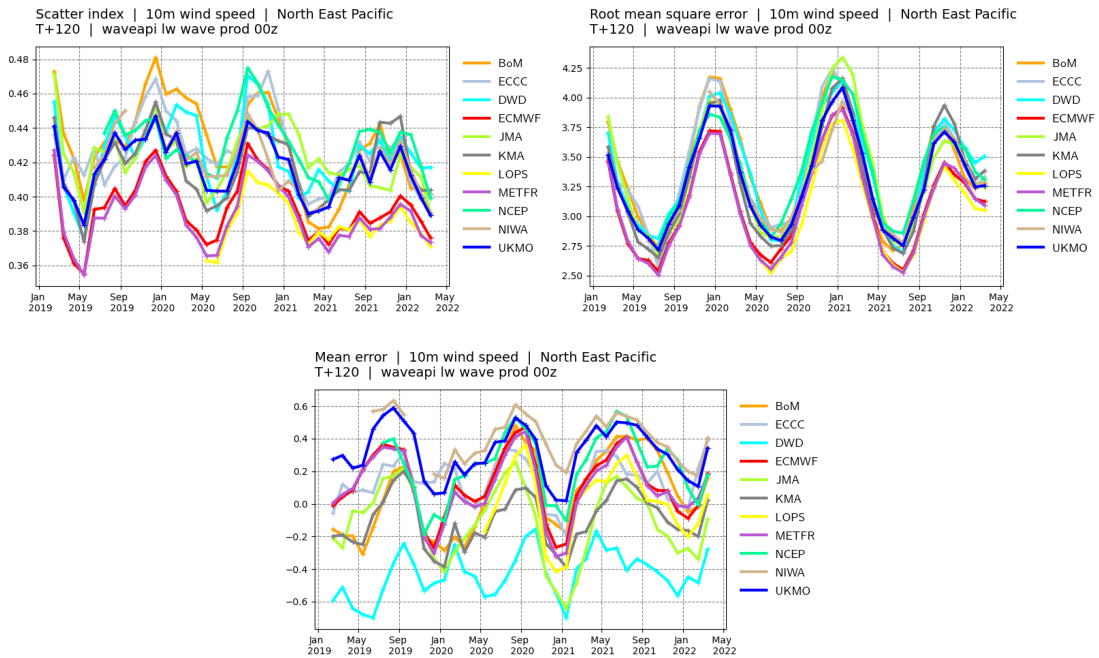 Scatter index | 10m wind speed | North East Pacific
T+120 | waveapi lw wave prod 00z
0.48
0.46
0.44
0.42
0.40
0.38
0.36
Jan 2019
May 2019
Sep 2019
Jan 2020
May 2020
Sep 2020
Jan 2021
May 2021
Sep 2021
Jan 2022
May 2022
BoM
ECCC
DWD
ECMWF
JMA
KMA
LOPS
METFR
NCEP
NIWA
UKMO
Root mean square error | 10m wind speed | North East Pacific
T+120 | waveapi lw wave prod 00z
4.25
4.00
3.75
3.50
3.25
3.00
2.75
2.50
Jan 2019
May 2019
Sep 2019
Jan 2020
May 2020
Sep 2020
Jan 2021
May 2021
Sep 2021
Jan 2022
May 2022
BoM
ECCC
DWD
ECMWF
JMA
KMA
LOPS
METFR
NCEP
NIWA
UKMO
Mean error | 10m wind speed | North East Pacific
T+120 | waveapi lw wave prod 00z
0.6
0.4
0.2
0.0
−0.2
−0.4
−0.6
Jan 2019
May 2019
Sep 2019
Jan 2020
May 2020
Sep 2020
Jan 2021
May 2021
Sep 2021
Jan 2022
May 2022
BoM
ECCC
DWD
ECMWF
JMA
KMA
LOPS
METFR
NCEP
NIWA
UKMO